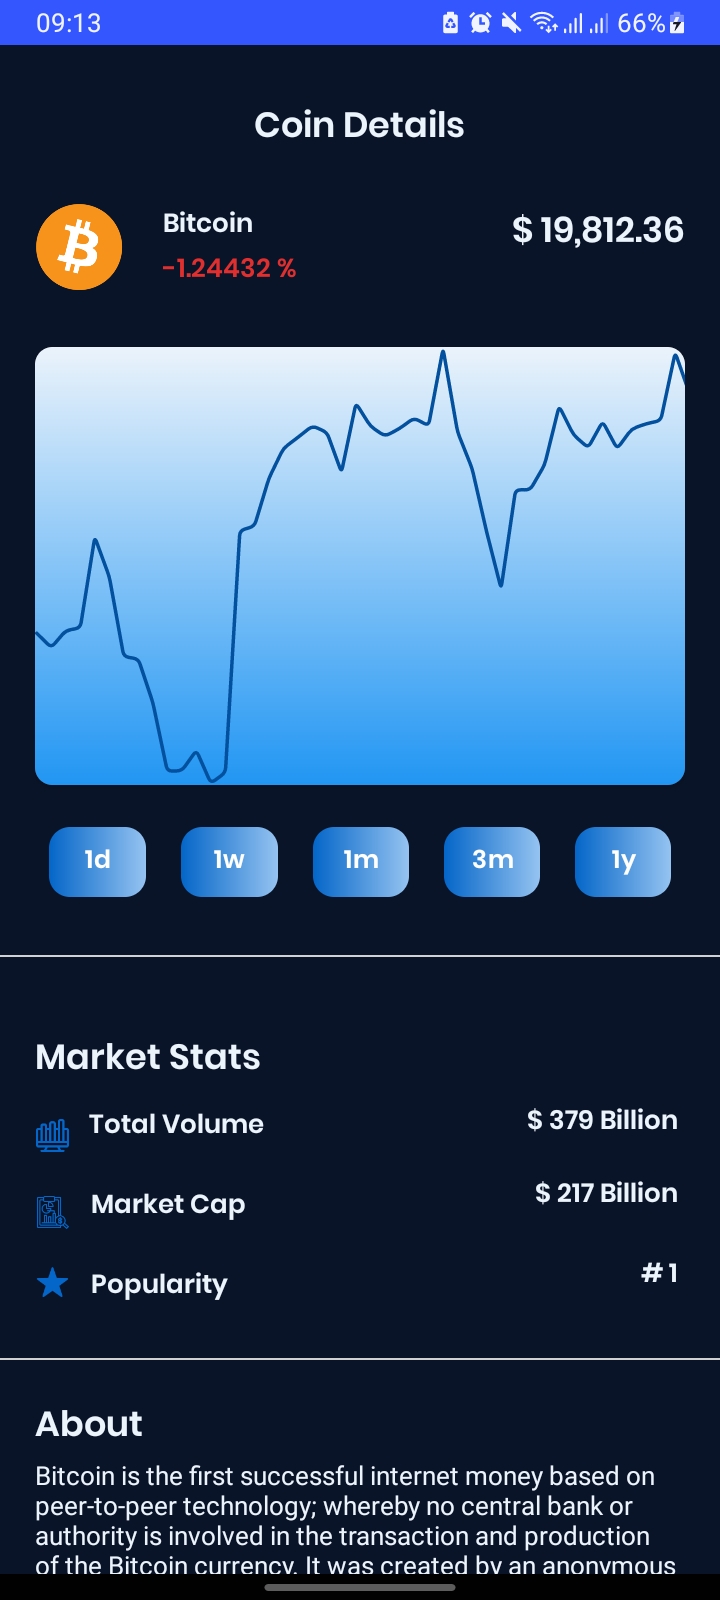 09:13 66%
Coin Details
Bitcoin
$ 19,812.36
-1.24432 %
1d 1w 1m 3m 1y
Market Stats
Total Volume $ 379 Billion
Market Cap $ 217 Billion
Popularity # 1
About
Bitcoin is the first successful internet money based on
peer-to-peer technology; whereby no central bank or
authority is involved in the transaction and production
of the Bitcoin currency. It was created by an anonymous